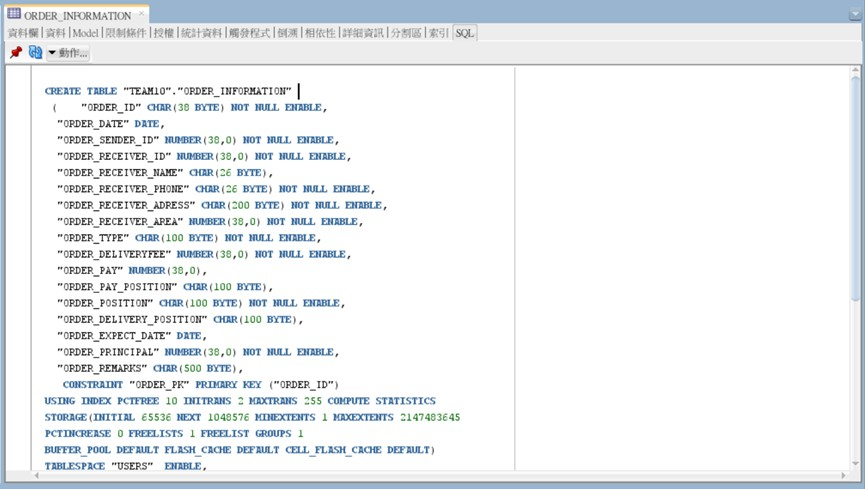 ORDER_INFORMATION
資料欄 | 資料 | Model | 限制條件 | 授權 | 統計資料 | 觸發程式 | 倒溯 | 相依性 | 詳細資訊 | 分割區 | 索引 | SQL
動作...
CREATE TABLE "TEAM10"."ORDER_INFORMATION"
( "ORDER_ID" CHAR(38 BYTE) NOT NULL ENABLE,
"ORDER_DATE" DATE,
"ORDER_SENDER_ID" NUMBER(38,0) NOT NULL ENABLE,
"ORDER_RECEIVER_ID" NUMBER(38,0) NOT NULL ENABLE,
"ORDER_RECEIVER_NAME" CHAR(26 BYTE),
"ORDER_RECEIVER_PHONE" CHAR(26 BYTE) NOT NULL ENABLE,
"ORDER_RECEIVER_ADRESS" CHAR(200 BYTE) NOT NULL ENABLE,
"ORDER_RECEIVER_AREA" NUMBER(38,0) NOT NULL ENABLE,
"ORDER_TYPE" CHAR(100 BYTE) NOT NULL ENABLE,
"ORDER_DELIVERYFEE" NUMBER(38,0) NOT NULL ENABLE,
"ORDER_PAY" NUMBER(38,0),
"ORDER_PAY_POSITION" CHAR(100 BYTE),
"ORDER_POSITION" CHAR(100 BYTE) NOT NULL ENABLE,
"ORDER_DELIVERY_POSITION" CHAR(100 BYTE),
"ORDER_EXPECT_DATE" DATE,
"ORDER_PRINCIPAL" NUMBER(38,0) NOT NULL ENABLE,
"ORDER_REMARKS" CHAR(500 BYTE),
CONSTRAINT "ORDER_PK" PRIMARY KEY ("ORDER_ID")
USING INDEX PCTFREE 10 INITRANS 2 MAXTRANS 255 COMPUTE STATISTICS
STORAGE(INITIAL 65536 NEXT 1048576 MINEXTENTS 1 MAXEXTENTS 2147483645
PCTINCREASE 0 FREELISTS 1 FREELIST GROUPS 1
BUFFER_POOL DEFAULT FLASH_CACHE DEFAULT CELL_FLASH_CACHE DEFAULT)
TABLESPACE "USERS" ENABLE,